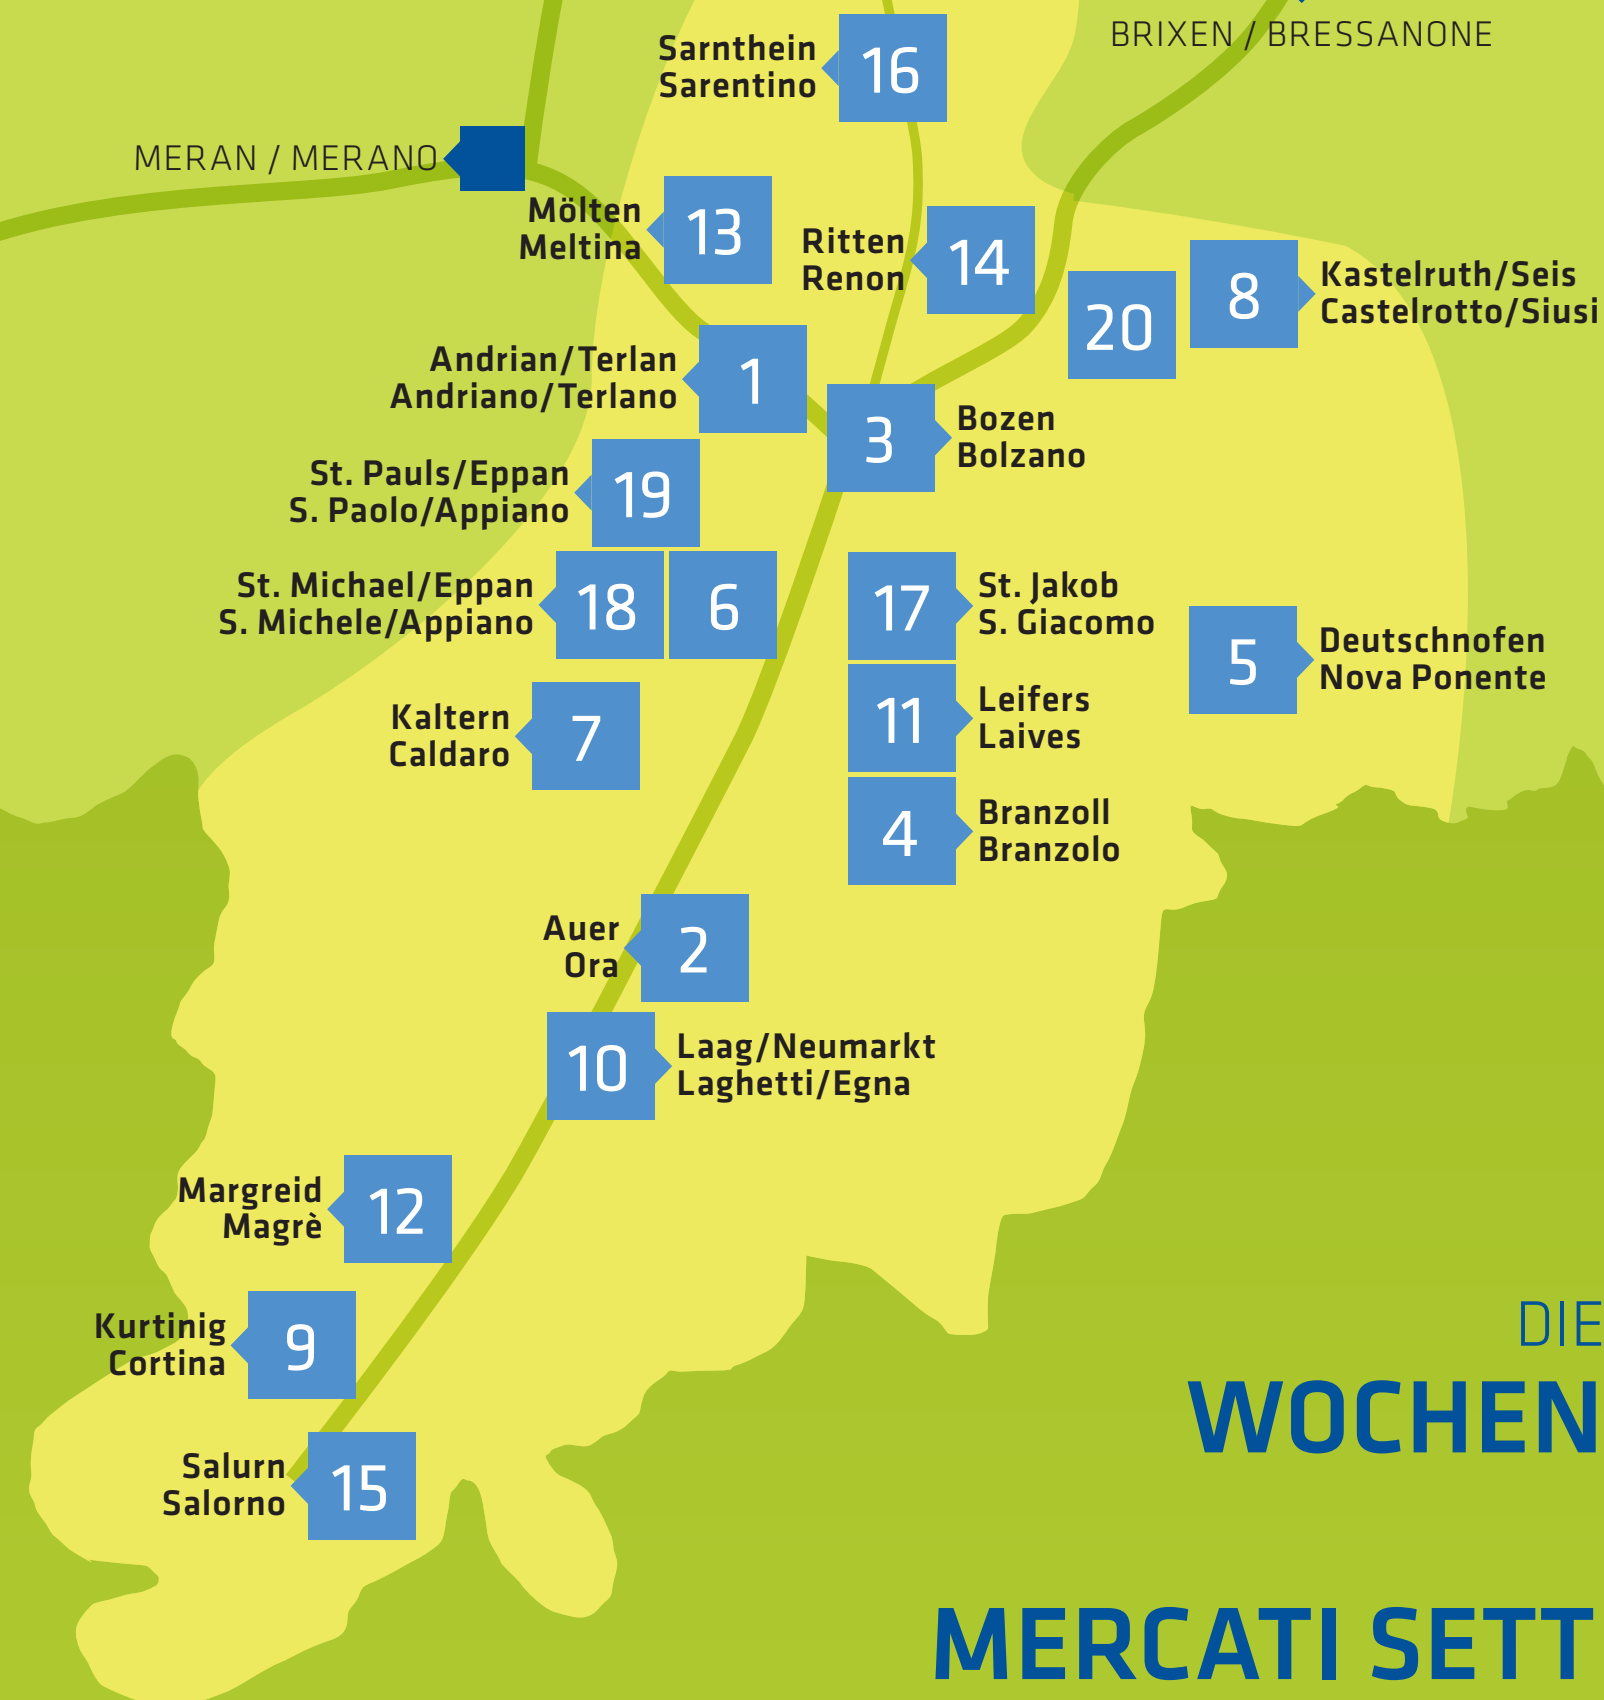 BRIXEN / BRESSANONE
Sarnthein
Sarentino
16
MERAN / MERANO
Mölten
Meltina
13
Ritten
Renon
14
20
8
Kastelruth/Seis
Castelrotto/Siusi
Andrian/Terlan
Andriano/Terlano
1
3
Bozen
Bolzano
St. Pauls/Eppan
S. Paolo/Appiano
19
St. Michael/Eppan
S. Michele/Appiano
18
6
17
St. Jakob
S. Giacomo
5
Deutschnofen
Nova Ponente
Kaltern
Caldaro
7
11
Leifers
Laives
4
Branzoll
Branzolo
Auer
Ora
2
10
Laag/Neumarkt
Laghetti/Egna
Margreid
Magrè
12
Kurtinig
Cortina
9
DIE
WOCHEN
Salurn
Salorno
15
MERCATI SETT